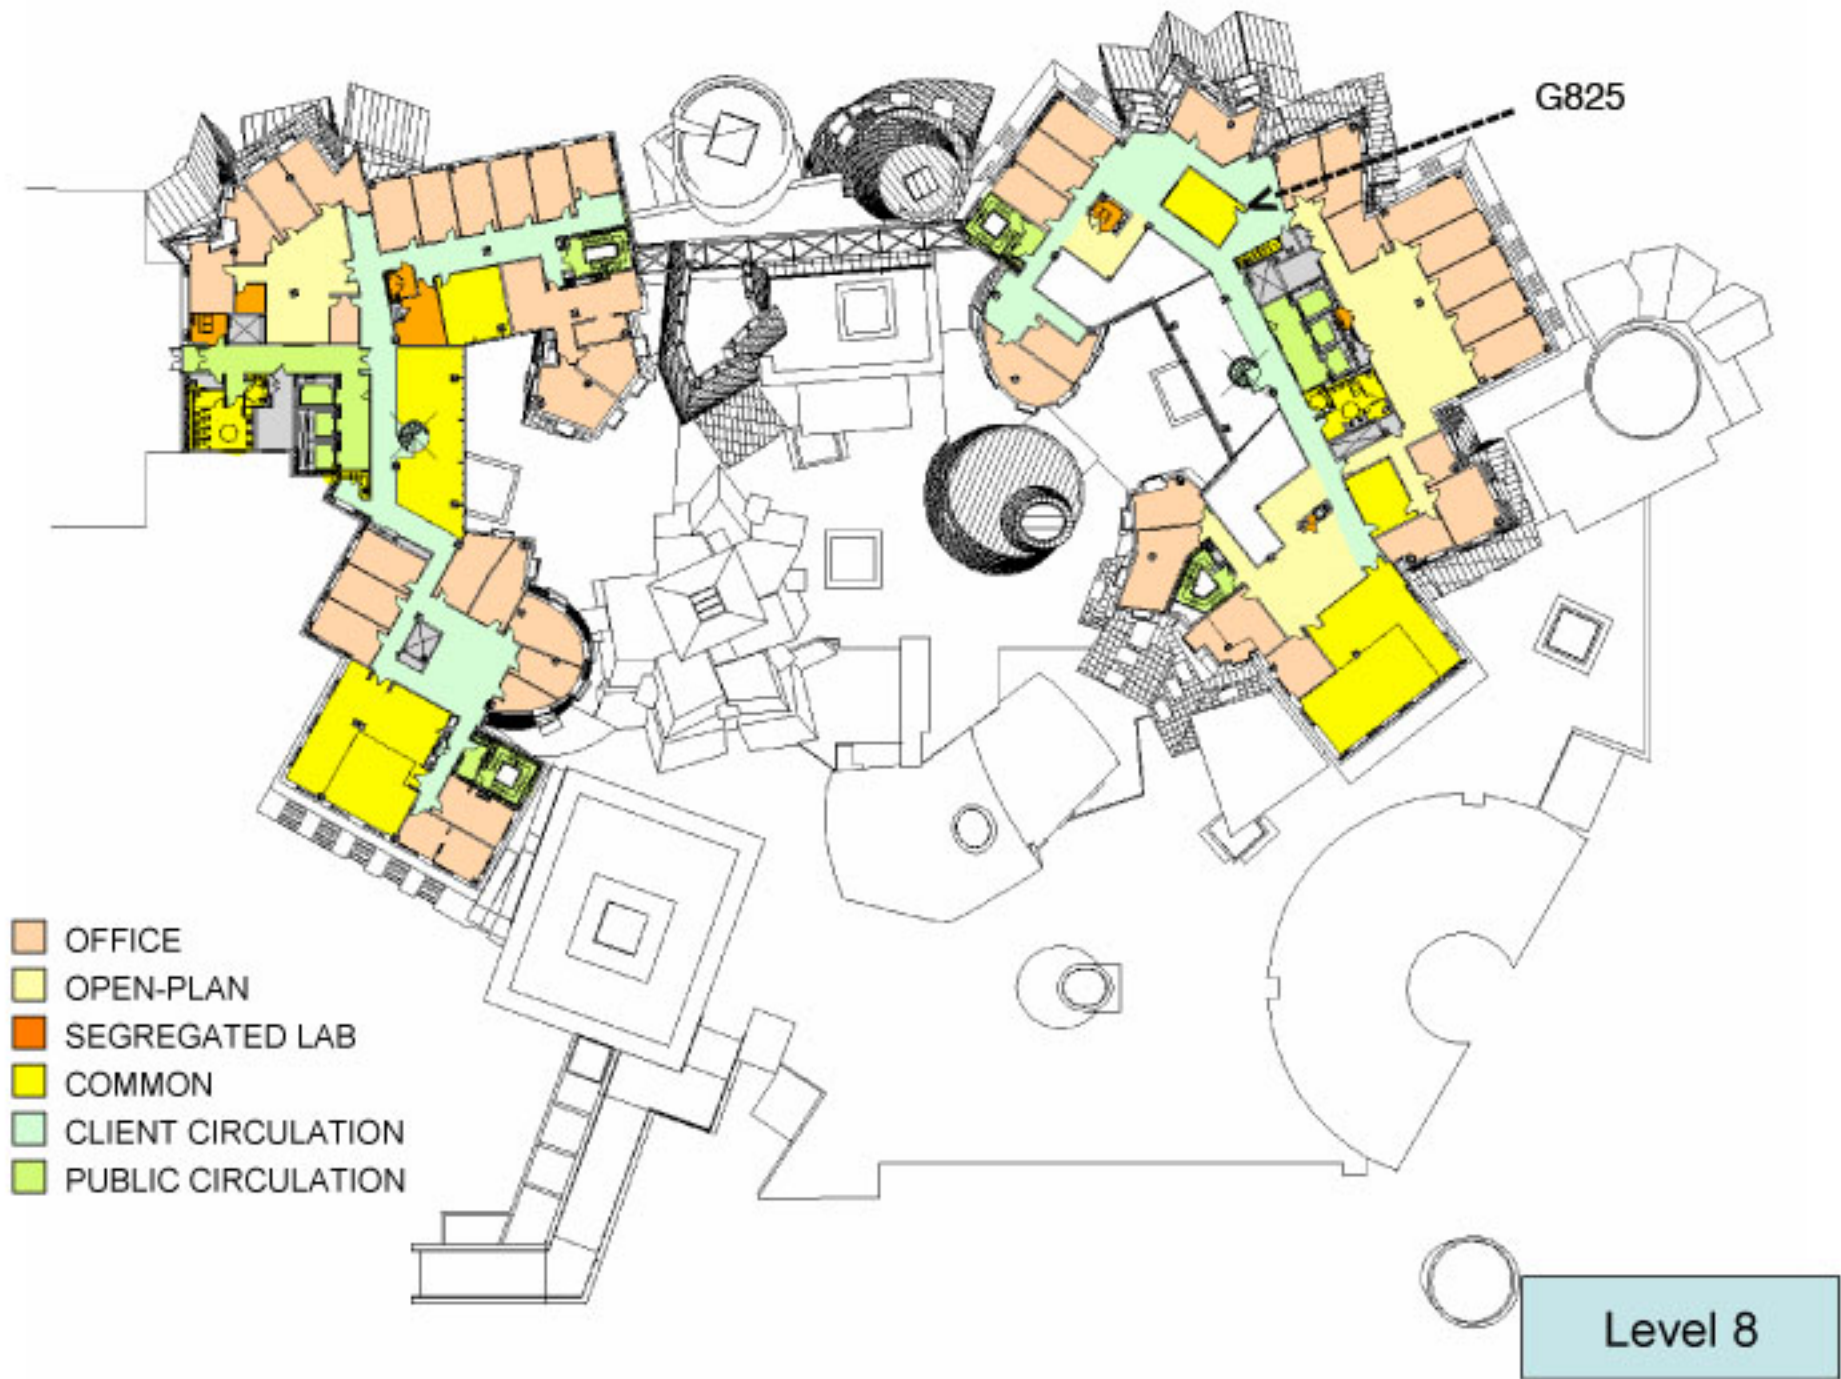 G825
OFFICE
OPEN-PLAN
SEGREGATED LAB
COMMON
CLIENT CIRCULATION
PUBLIC CIRCULATION
Level 8